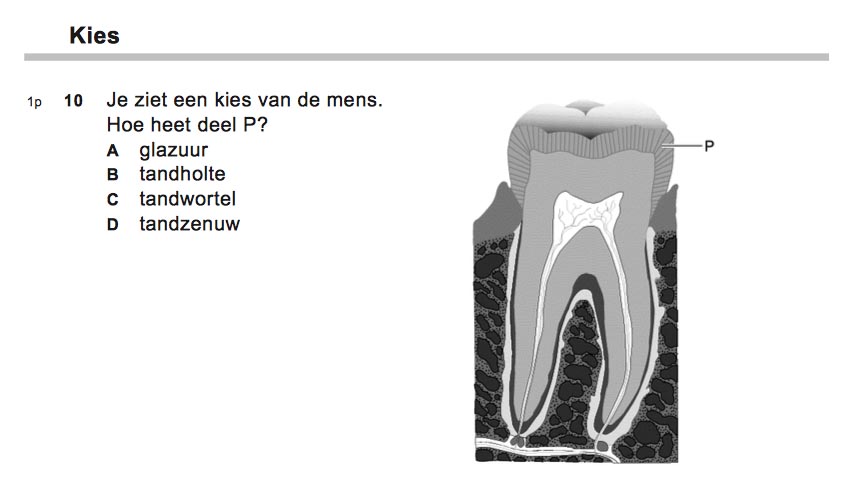 Kies
1p 10 Je ziet een kies van de mens.
Hoe heet deel P?
A glazuur
B tandholte
C tandwortel
D tandzenuw
P